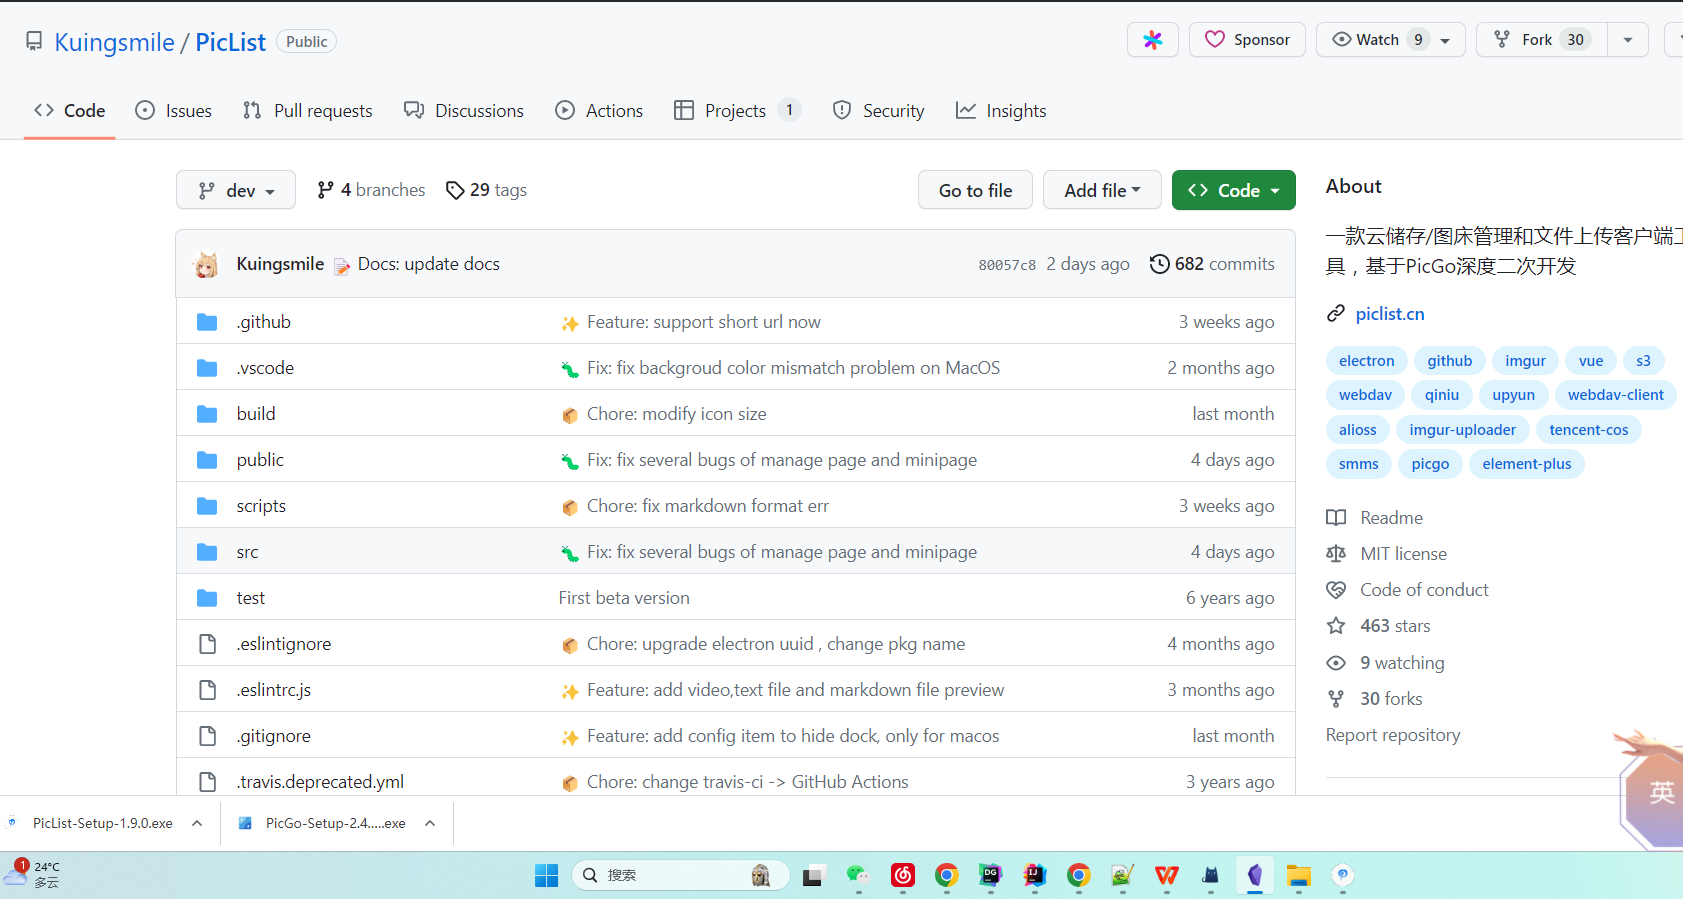 Kuingsmile / PicList Public
Sponsor
Watch 9
Fork 30
Code
Issues
Pull requests
Discussions
Actions
Projects 1
Security
Insights
dev
4 branches
29 tags
Go to file
Add file
Code
Kuingsmile Docs: update docs 80057c8 2 days ago 682 commits
.github Feature: support short url now 3 weeks ago
.vscode Fix: fix backgroud color mismatch problem on MacOS 2 months ago
build Chore: modify icon size last month
public Fix: fix several bugs of manage page and minipage 4 days ago
scripts Chore: fix markdown format err 3 weeks ago
src Fix: fix several bugs of manage page and minipage 4 days ago
test First beta version 6 years ago
.eslintignore Chore: upgrade electron uuid , change pkg name 4 months ago
.eslintrc.js Feature: add video,text file and markdown file preview 3 months ago
.gitignore Feature: add config item to hide dock, only for macos last month
.travis.deprecated.yml Chore: change travis-ci -> GitHub Actions 3 years ago
About
一款云储存/图床管理和文件上传客户端工
具，基于PicGo深度二次开发
piclist.cn
electron github imgur vue s3
webdav qiniu upyun webdav-client
alioss imgur-uploader tencent-cos
smms picgo element-plus
Readme
MIT license
Code of conduct
463 stars
9 watching
30 forks
Report repository
英
PicList-Setup-1.9.0.exe
PicGo-Setup-2.4.....exe
1
24°C
多云
搜索
DG
IJ